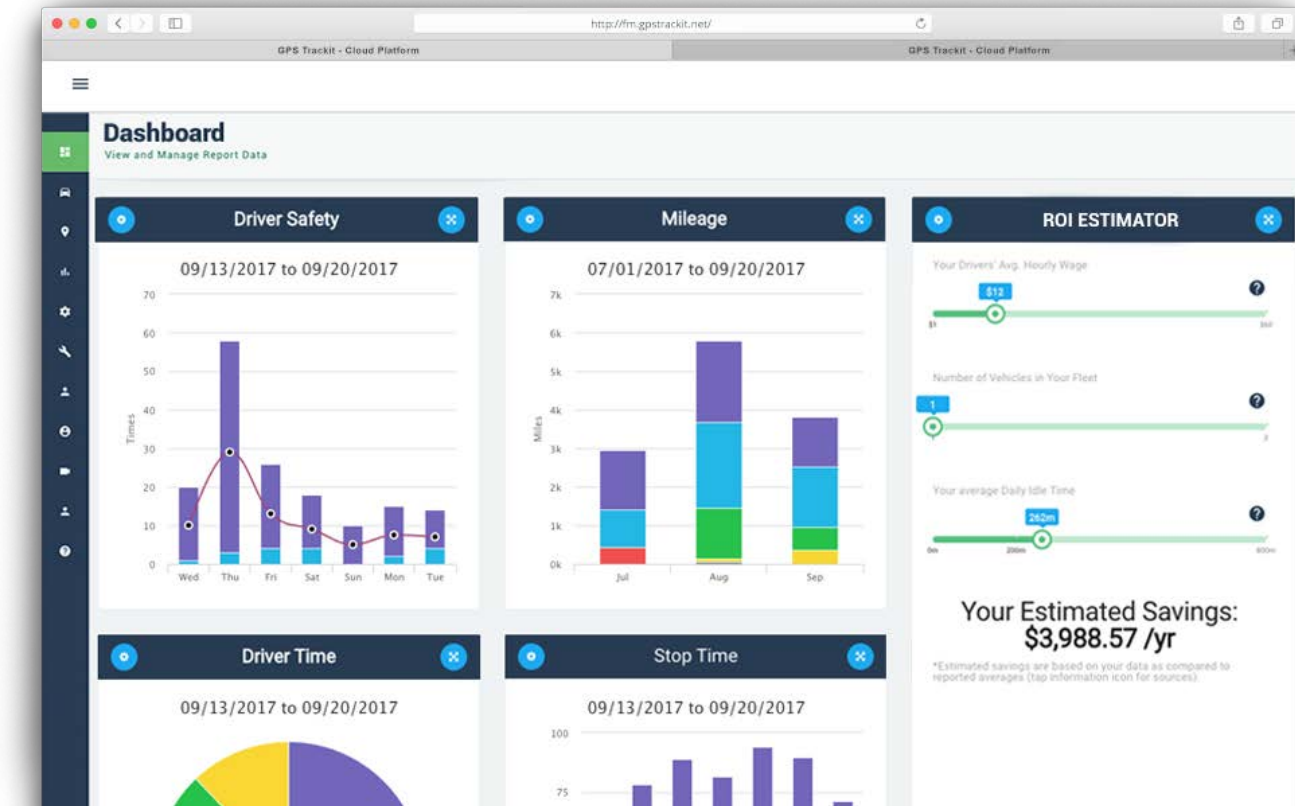 http://fm.gpstrackit.net/
GPS Trackit - Cloud Platform
GPS Trackit - Cloud Platform
Dashboard
View and Manage Report Data
Driver Safety
09/13/2017 to 09/20/2017
70
60
50
40
30
20
10
0
Times
Wed Thu Fri Sat Sun Mon Tue
Mileage
07/01/2017 to 09/20/2017
7k
6k
5k
4k
3k
2k
1k
0k
Miles
Jul Aug Sep
ROI ESTIMATOR
Your Drivers' Avg. Hourly Wage
$12
?
Number of Vehicles in Your Fleet
1
?
2
Your average Daily Idle Time
262m
?
0m 200m 800m
Your Estimated Savings:
$3,988.57 /yr
*Estimated savings are based on your data as compared to
reported averages (tap information icon for sources).
Driver Time
09/13/2017 to 09/20/2017
Stop Time
09/13/2017 to 09/20/2017
100
75